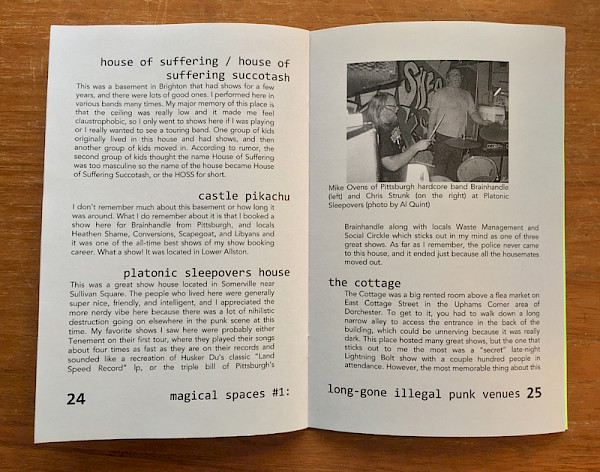 house of suffering / house of
suffering succotash
This was a basement in Brighton that had shows for a few
years, and there were lots of good ones. I performed here in
various bands many times. My major memory of this place is
that the ceiling was really low and it made me feel
claustrophobic, so I only went to shows here if I was playing
or I really wanted to see a touring band. One group of kids
originally lived in this house and had shows, and then
another group of kids moved in. According to rumor, the
second group of kids thought the name House of Suffering
was too masculine so the name of the house became House
of Suffering Succotash, or the HOSS for short.
castle pikachu
I don't remember much about this basement or how long it
was around. What I do remember about it is that I booked a
show here for Brainhandle from Pittsburgh, and locals
Heathen Shame, Conversions, Scapegoat, and Libyans and
it was one of the all-time best shows of my show booking
career. What a show! It was located in Lower Allston.
platonic sleepovers house
This was a great show house located in Somerville near
Sullivan Square. The people who lived here were generally
super nice, friendly, and intelligent, and I appreciated the
more nerdy vibe here because there was a lot of nihilistic
destruction going on elsewhere in the punk scene at this
time. My favorite shows I saw here were probably either
Tenement on their first tour, where they played their songs
about four times as fast as they are on their records and
sounded like a recreation of Husker Du's classic "Land
Speed Record" lp, or the triple bill of Pittsburgh's
24
magical spaces #1:
Mike Ovens of Pittsburgh hardcore band Brainhandle
(left) and Chris Strunk (on the right) at Platonic
Sleepovers (photo by Al Quint)
Brainhandle along with locals Waste Management and
Social Circkle which sticks out in my mind as one of three
great shows. As far as I remember, the police never came
to this house, and it ended just because all the housemates
moved out.
the cottage
The Cottage was a big rented room above a flea market on
East Cottage Street in the Uphams Corner area of
Dorchester. To get to it, you had to walk down a long
narrow alley to access the entrance in the back of the
building, which could be unnerving because it was really
dark. This place hosted many great shows, but the one that
sticks out to me the most was a "secret" late-night
Lightning Bolt show with a couple hundred people in
attendance. However, the most memorable thing about this
long-gone illegal punk venues 25